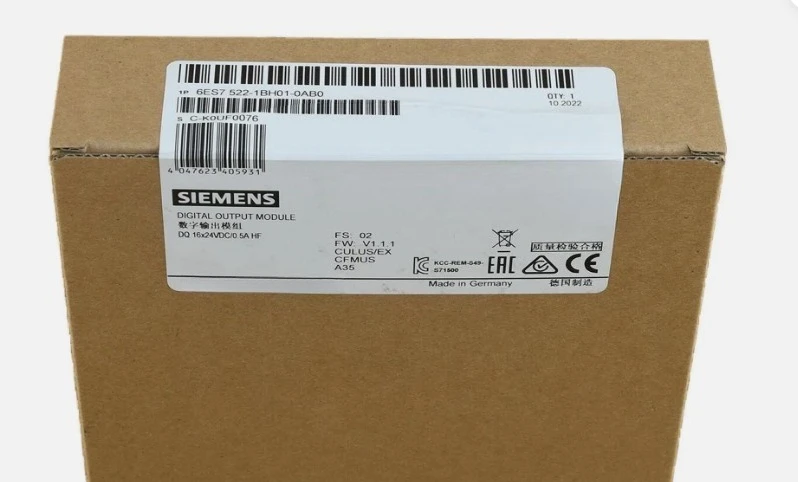 1P 6ES7 522-1BH01-0AB0
QTY: 1
10.2022
S C-K0UF0076
4 047623 405931
SIEMENS
DIGITAL OUTPUT MODULE
数字输出模组
DQ 16x24VDC/0.5A HF
FS: 02
FW: V1.1.1
CULUS/EX
CFMUS
A35
KCC-REM-S49-
S71500
EAC
质量检验合格
CE
Made in Germany
德国制造